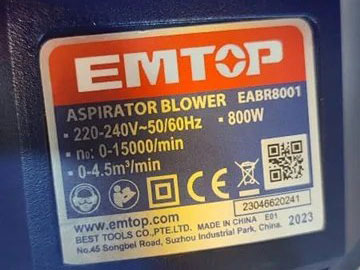 EMTOP
ASPIRATOR BLOWER EABR8001
• 220-240V~50/60Hz • 800W
• n₀: 0-15000/min
• 0-4.5m³/min
23046620241
www.emtop.com
BEST TOOLS CO.,PTE.LTD. MADE IN CHINA E01 2023
No.45 Songbei Road, Suzhou Industrial Park, China.